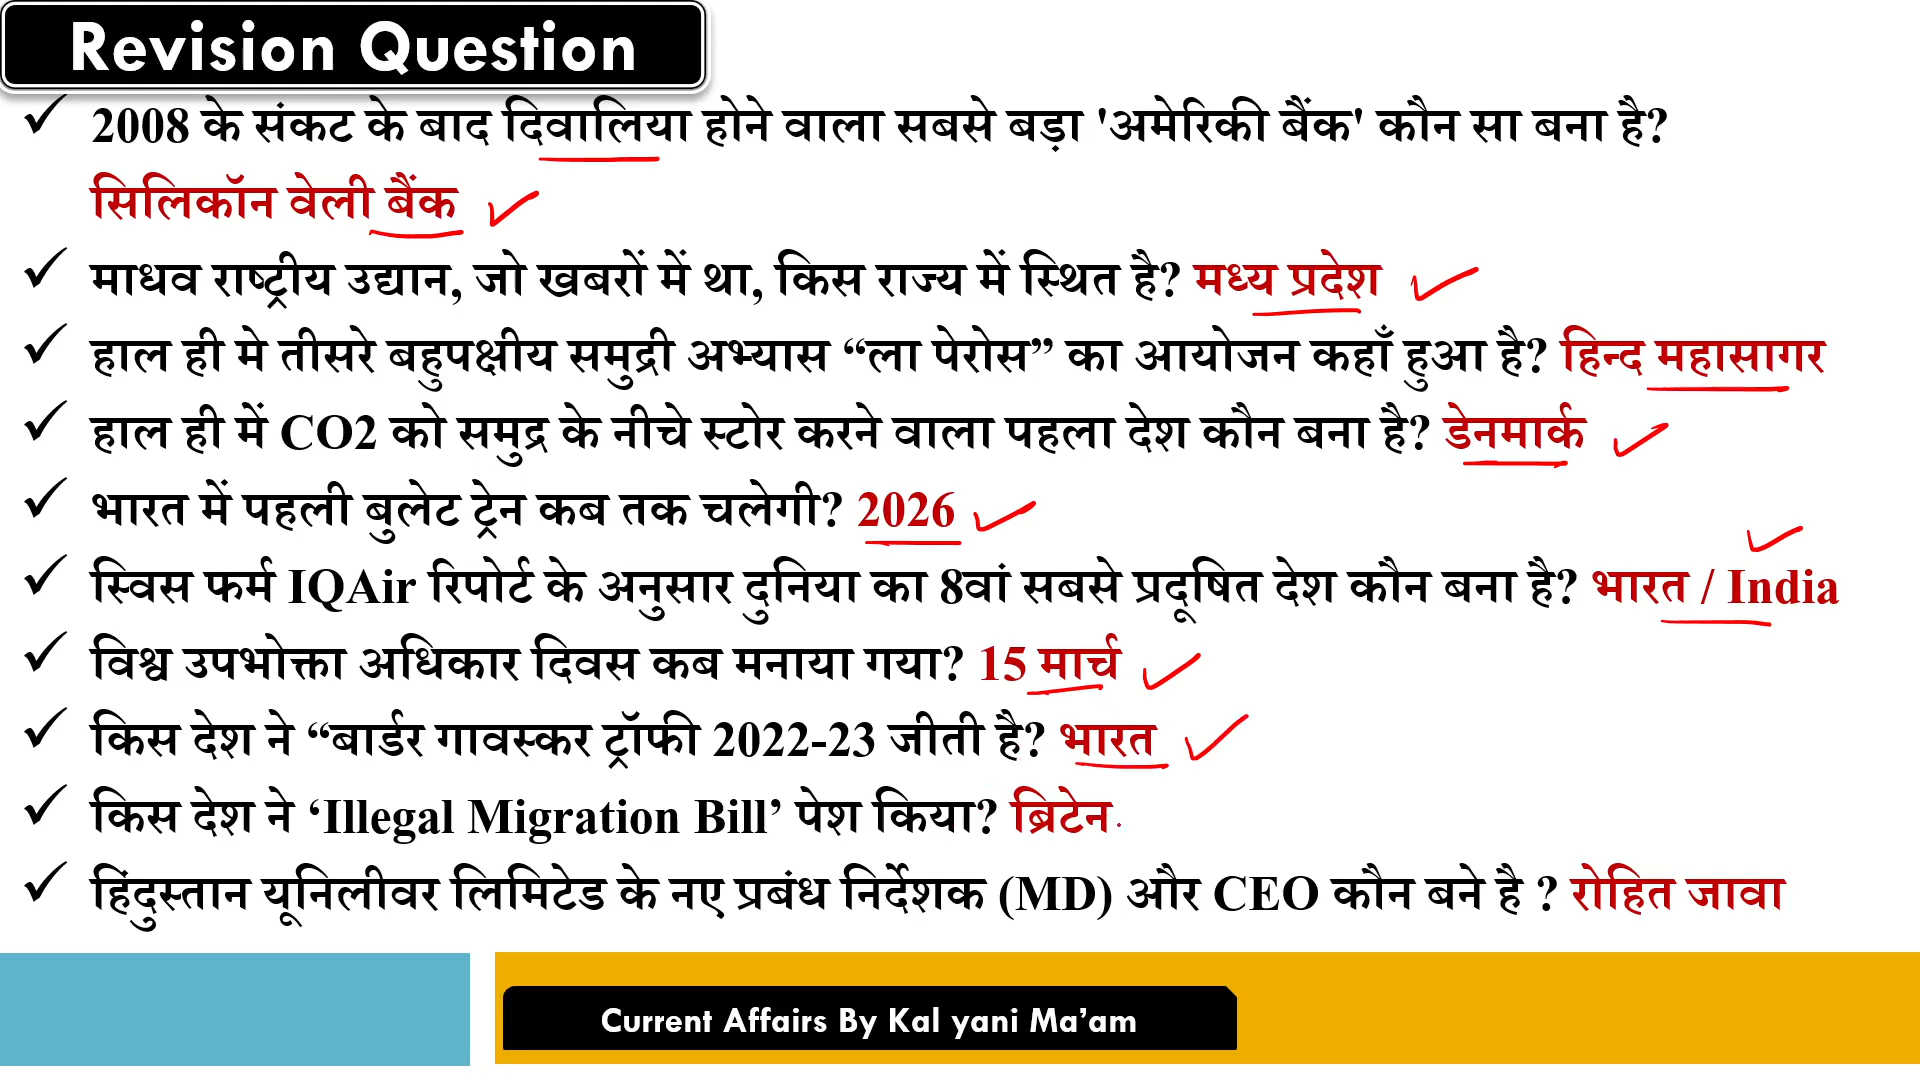 Revision Question
2008 के संकट के बाद दिवालिया होने वाला सबसे बड़ा 'अमेरिकी बैंक' कौन सा बना है?
सिलिकॉन वेली बैंक
माधव राष्ट्रीय उद्यान, जो खबरों में था, किस राज्य में स्थित है? मध्य प्रदेश
हाल ही मे तीसरे बहुपक्षीय समुद्री अभ्यास “ला पेरोस” का आयोजन कहाँ हुआ है? हिन्द महासागर
हाल ही में CO2 को समुद्र के नीचे स्टोर करने वाला पहला देश कौन बना है? डेनमार्क
भारत में पहली बुलेट ट्रेन कब तक चलेगी? 2026
स्विस फर्म IQAir रिपोर्ट के अनुसार दुनिया का 8वां सबसे प्रदूषित देश कौन बना है? भारत / India
विश्व उपभोक्ता अधिकार दिवस कब मनाया गया? 15 मार्च
किस देश ने “बार्डर गावस्कर ट्रॉफी 2022-23 जीती है? भारत
किस देश ने ‘Illegal Migration Bill’ पेश किया? ब्रिटेन
हिंदुस्तान यूनिलीवर लिमिटेड के नए प्रबंध निर्देशक (MD) और CEO कौन बने है ? रोहित जावा
Current Affairs By Kal yani Ma’am